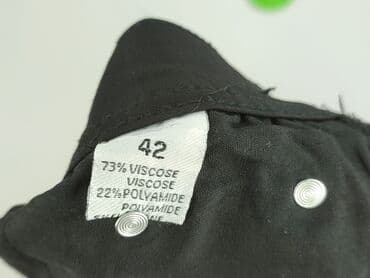 42
73% VISCOSE
VISCOSE
22% POLYAMIDE
POLYAMIDE